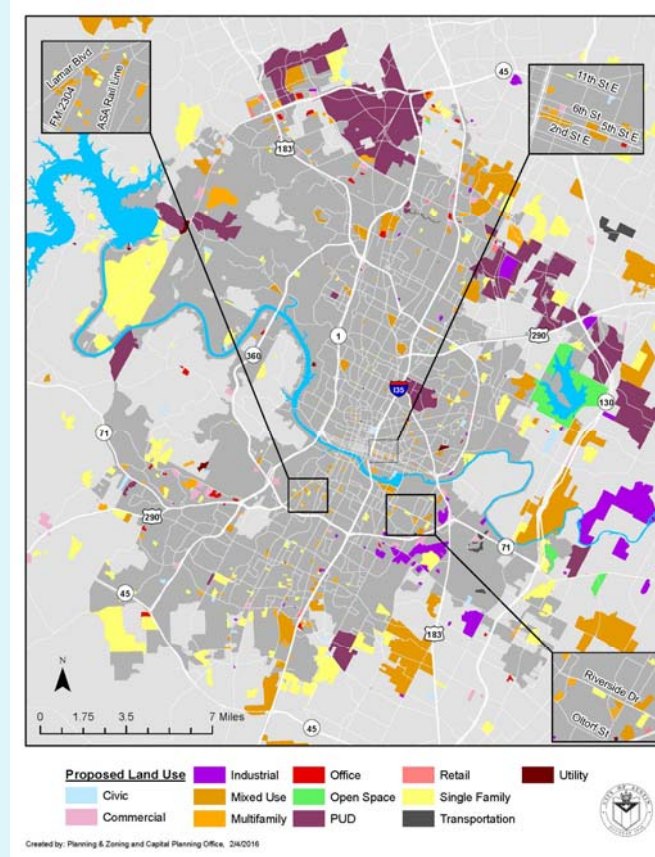 Lamar Blvd
FM 2304
ASA Rail Line
11th St E
6th St
5th St E
2nd St E
45
183
290
1
360
I35
130
71
290
71
45
183
45
Riverside Dr
Oltorf St
N
0 1.75 3.5 7 Miles
Proposed Land Use
Civic
Commercial
Industrial
Mixed Use
Multifamily
Office
Open Space
PUD
Retail
Single Family
Transportation
Utility
Created by: Planning & Zoning and Capital Planning Office, 2/4/2016